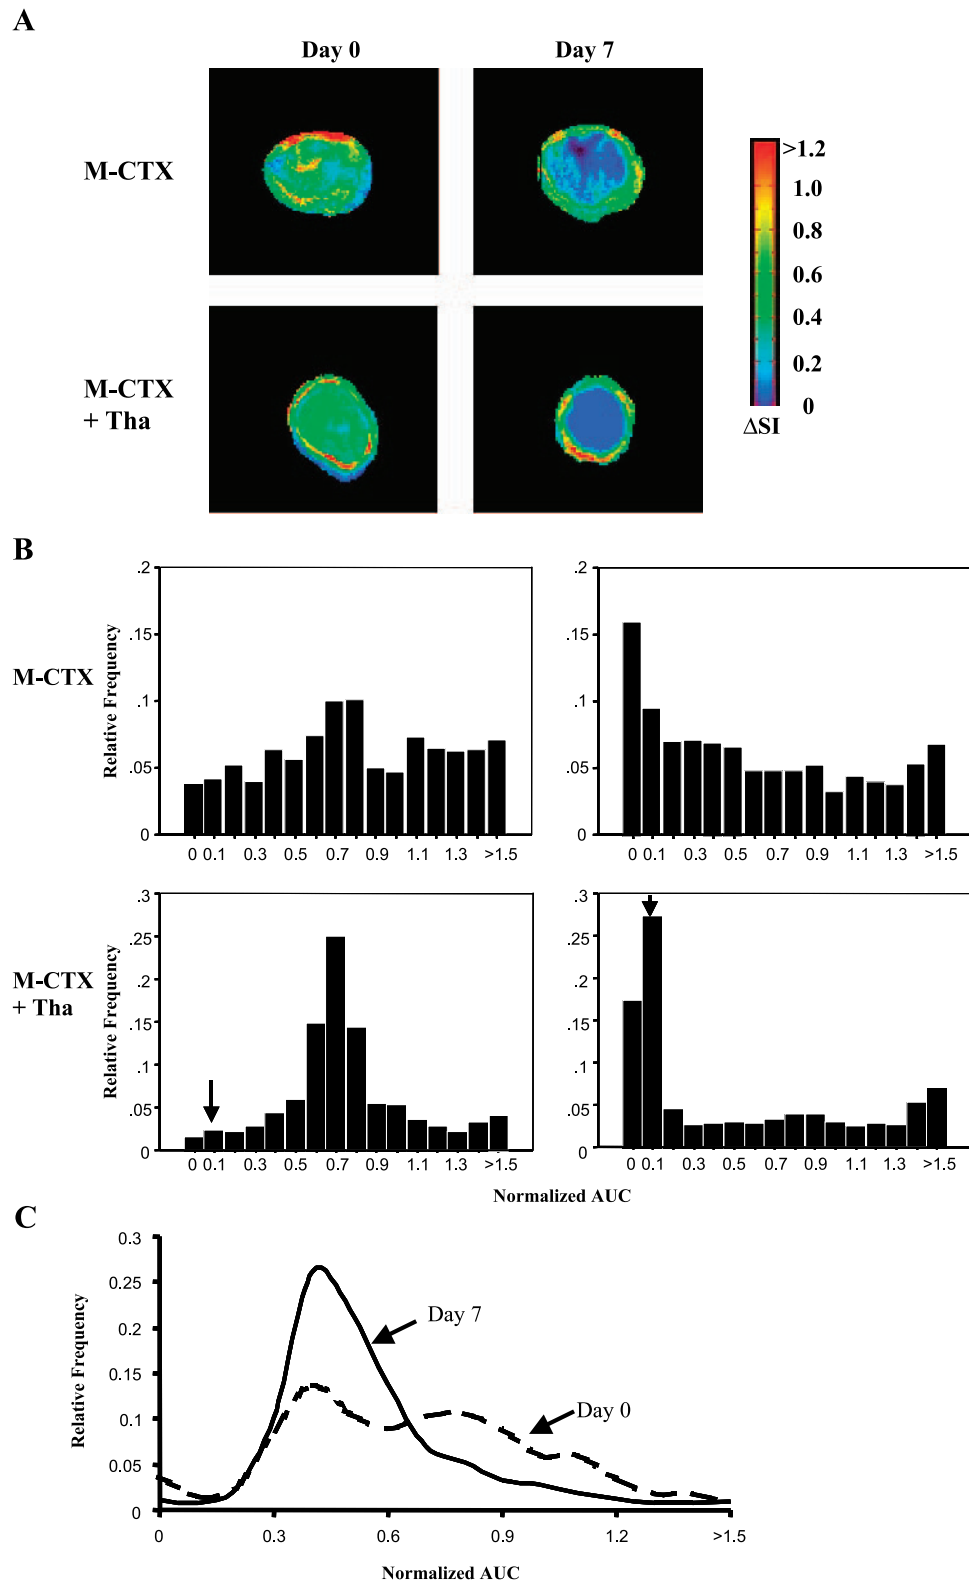 A
Day 0 Day 7
M-CTX
>1.2
1.0
0.8
0.6
0.4
0.2
0
ΔSI
M-CTX
+ Tha
B
M-CTX
Relative Frequency
.2
.15
.1
.05
0
0 0.1 0.3 0.5 0.7 0.9 1.1 1.3 >1.5
.2
.15
.1
.05
0
0 0.1 0.3 0.5 0.7 0.9 1.1 1.3 >1.5
M-CTX
+ Tha
Relative Frequency
.3
.25
.2
.15
.1
.05
0
0 0.1 0.3 0.5 0.7 0.9 1.1 1.3 >1.5
.3
.25
.2
.15
.1
.05
0
0 0.1 0.3 0.5 0.7 0.9 1.1 1.3 >1.5
Normalized AUC
C
Relative Frequency
0.3
0.25
0.2
0.15
0.1
0.05
0
Day 7
Day 0
0 0.3 0.6 0.9 1.2 >1.5
Normalized AUC